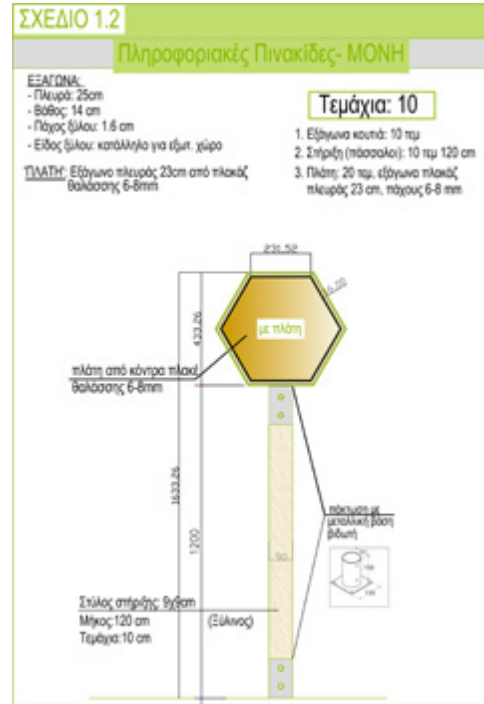 ΣΧΕΔΙΟ 1.2
Πληροφοριακές Πινακίδες- ΜΟΝΗ
ΕΞΑΓΩΝΑ:
- Πλευρά: 25cm
- Βάθος: 14 cm
- Πάχος ξύλου: 1.6 cm
- Είδος ξύλου: κατάλληλο για εξωτ. χώρο
'ΠΛΑΤΗ': Εξάγωνο πλευράς 23cm από πλακάζ
θαλάσσης 6-8mm
Τεμάχια: 10
1. Εξάγωνα κουτιά: 10 τεμ
2. Στήριξη (πάσσαλοι): 10 τεμ 120 cm
3. Πλάτη: 20 τεμ, εξάγωνο πλακάζ
πλευράς 23 cm, πάχους 6-8 mm
231,52
16,00
433,26
με πλάτη
πλάτη από κόντρα πλακέ
θαλάσσης 6-8mm
1633,26
1200
90
πάκτωση με
μεταλλική βάση
βιδωτή
150
Στύλος στήριξης: 9x9cm
Μήκος:120 cm
(Ξύλινος)
Τεμάχια:10 cm